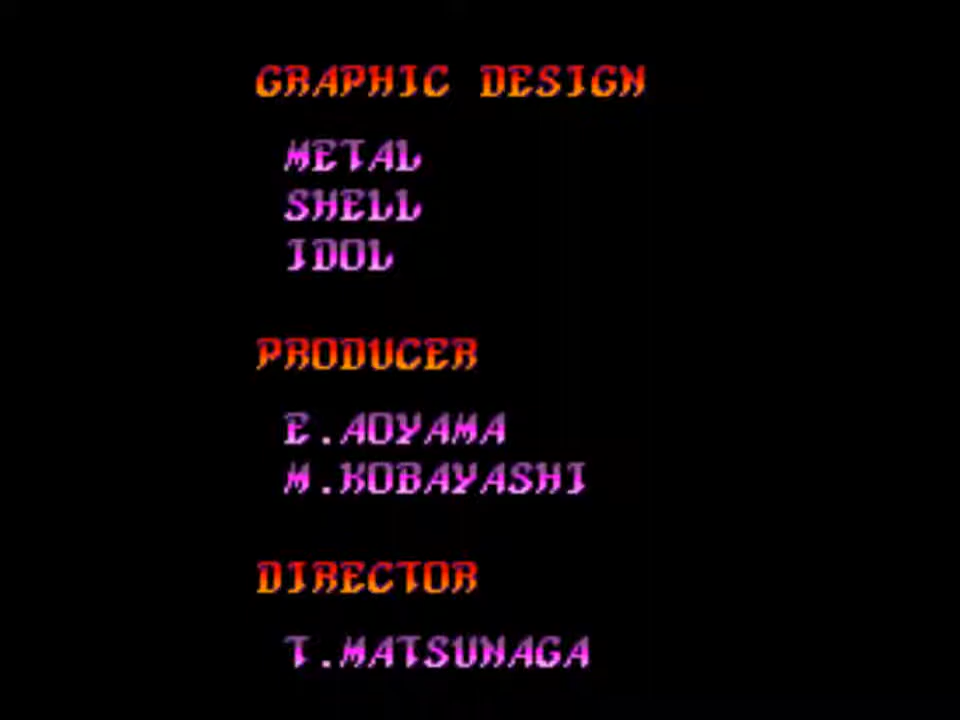 GRAPHIC DESIGN
METAL
SHELL
IDOL
PRODUCER
E.AOYAMA
M.KOBAYASHI
DIRECTOR
T.MATSUNAGA